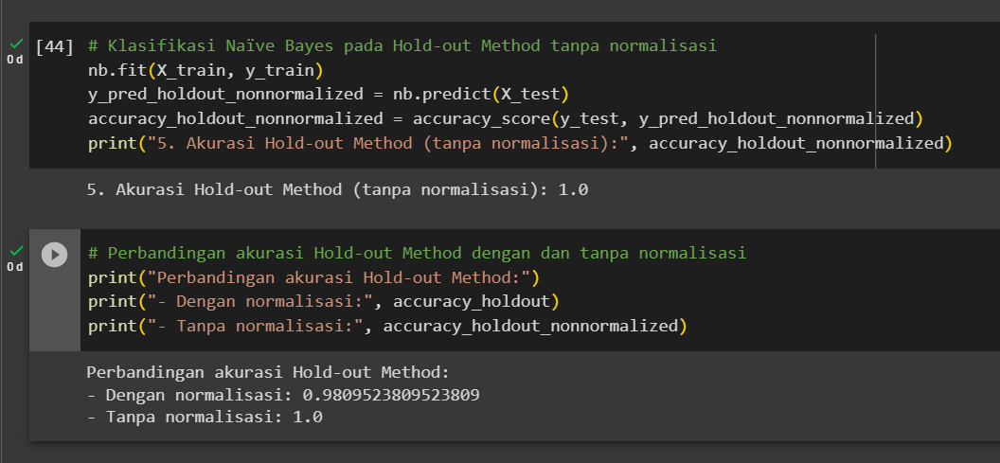 [44] # Klasifikasi Naïve Bayes pada Hold-out Method tanpa normalisasi
0 d
nb.fit(X_train, y_train)
y_pred_holdout_nonnormalized = nb.predict(X_test)
accuracy_holdout_nonnormalized = accuracy_score(y_test, y_pred_holdout_nonnormalized)
print("5. Akurasi Hold-out Method (tanpa normalisasi):", accuracy_holdout_nonnormalized)
5. Akurasi Hold-out Method (tanpa normalisasi): 1.0
# Perbandingan akurasi Hold-out Method dengan dan tanpa normalisasi
0 d
print("Perbandingan akurasi Hold-out Method:")
print("- Dengan normalisasi:", accuracy_holdout)
print("- Tanpa normalisasi:", accuracy_holdout_nonnormalized)
Perbandingan akurasi Hold-out Method:
- Dengan normalisasi: 0.9809523809523809
- Tanpa normalisasi: 1.0